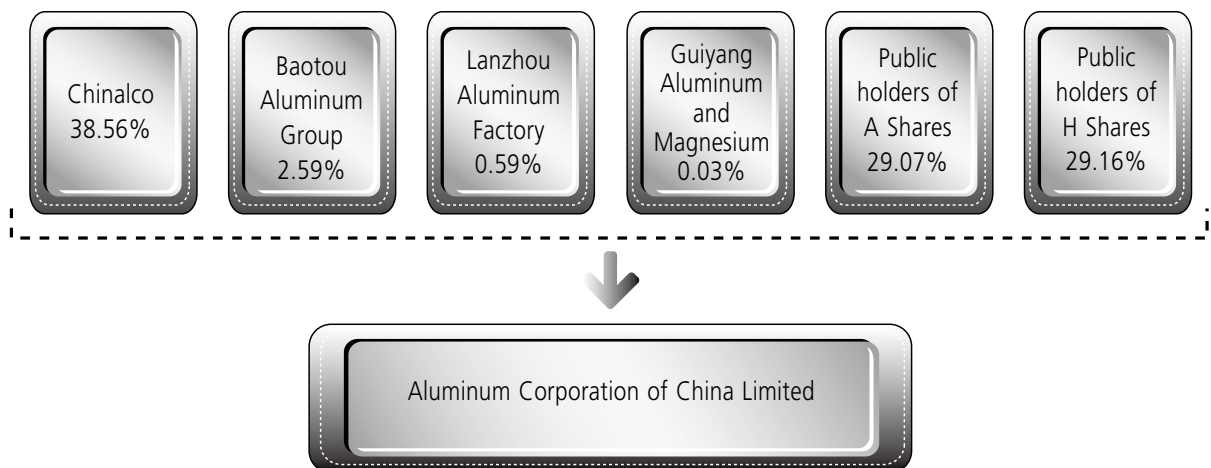 Chinalco
38.56%
Baotou
Aluminum
Group
2.59%
Lanzhou
Aluminum
Factory
0.59%
Guiyang
Aluminum
and
Magnesium
0.03%
Public
holders of
A Shares
29.07%
Public
holders of
H Shares
29.16%
Aluminum Corporation of China Limited